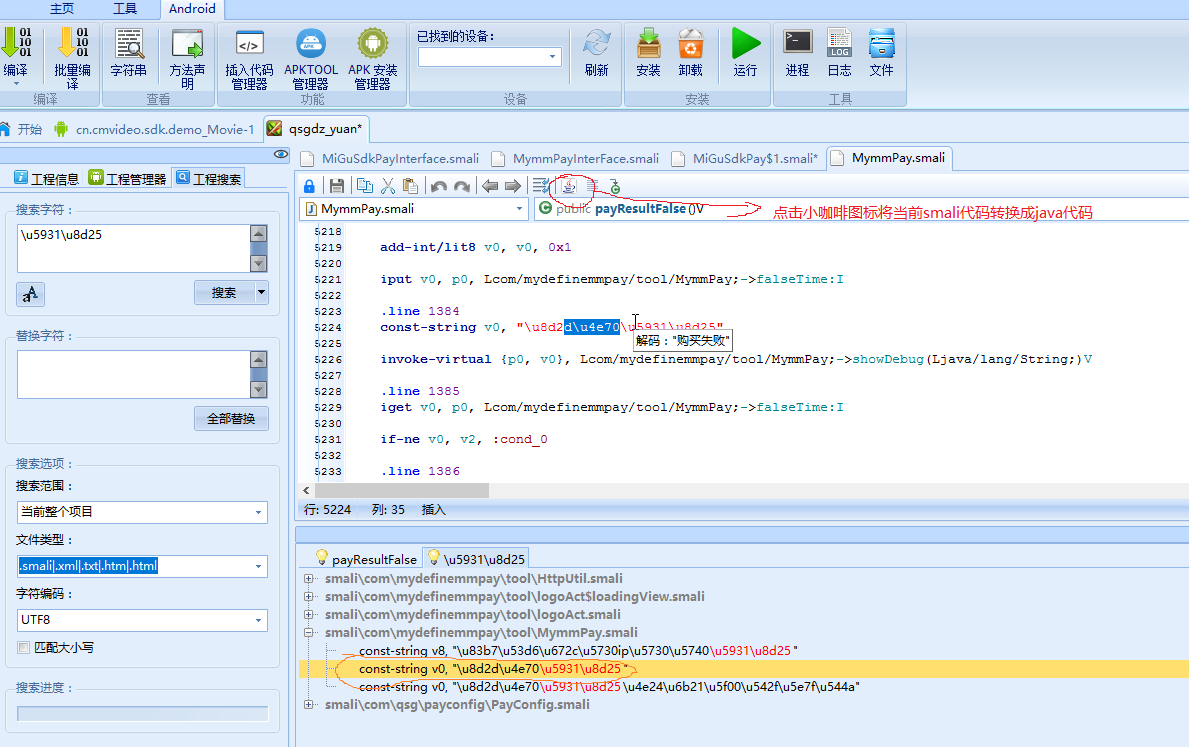 主页 工具 Android
编译 批量编译 字符串 方法声明 插入代码管理器 APKTOOL管理器 APK 安装管理器 已找到的设备: 刷新 安装 卸载 运行 进程 日志 文件
编译 查看 功能 设备 安装 工具
开始 cn.cmvideo.sdk.demo_Movie-1 qsgdz_yuan*
MiGuSdkPayInterface.smali MymmPayInterFace.smali MiGuSdkPay$1.smali* MymmPay.smali
工程信息 工程管理器 工程搜索
搜索字符:
\u5931\u8d25
搜索
替换字符:
全部替换
搜索选项:
搜索范围:
当前整个项目
文件类型:
.smali|.xml|.txt|.htm|.html
字符编码:
UTF8
匹配大小写
搜索进度:
MymmPay.smali public payResultFalse()V
点击小咖啡图标将当前smali代码转换成java代码
5218
5219 add-int/lit8 v0, v0, 0x1
5220
5221 iput v0, p0, Lcom/mydefinemmpay/tool/MymmPay;->falseTime:I
5222
5223 .line 1384
5224 const-string v0, "\u8d2d\u4e70\u5931\u8d25"
5225
解码："购买失败"
5226 invoke-virtual {p0, v0}, Lcom/mydefinemmpay/tool/MymmPay;->showDebug(Ljava/lang/String;)V
5227
5228 .line 1385
5229 iget v0, p0, Lcom/mydefinemmpay/tool/MymmPay;->falseTime:I
5230
5231 if-ne v0, v2, :cond_0
5232
5233 .line 1386
行: 5224 列: 35 插入
payResultFalse \u5931\u8d25
smali\com\mydefinemmpay\tool\HttpUtil.smali
smali\com\mydefinemmpay\tool\logoAct$loadingView.smali
smali\com\mydefinemmpay\tool\logoAct.smali
smali\com\mydefinemmpay\tool\MymmPay.smali
const-string v8, "\u83b7\u53d6\u672c\u5730ip\u5730\u5740\u5931\u8d25"
const-string v0, "\u8d2d\u4e70\u5931\u8d25"
const-string v0, "\u8d2d\u4e70\u5931\u8d25\u4e24\u6b21\u5f00\u542f\u5e7f\u544a"
smali\com\qsg\payconfig\PayConfig.smali